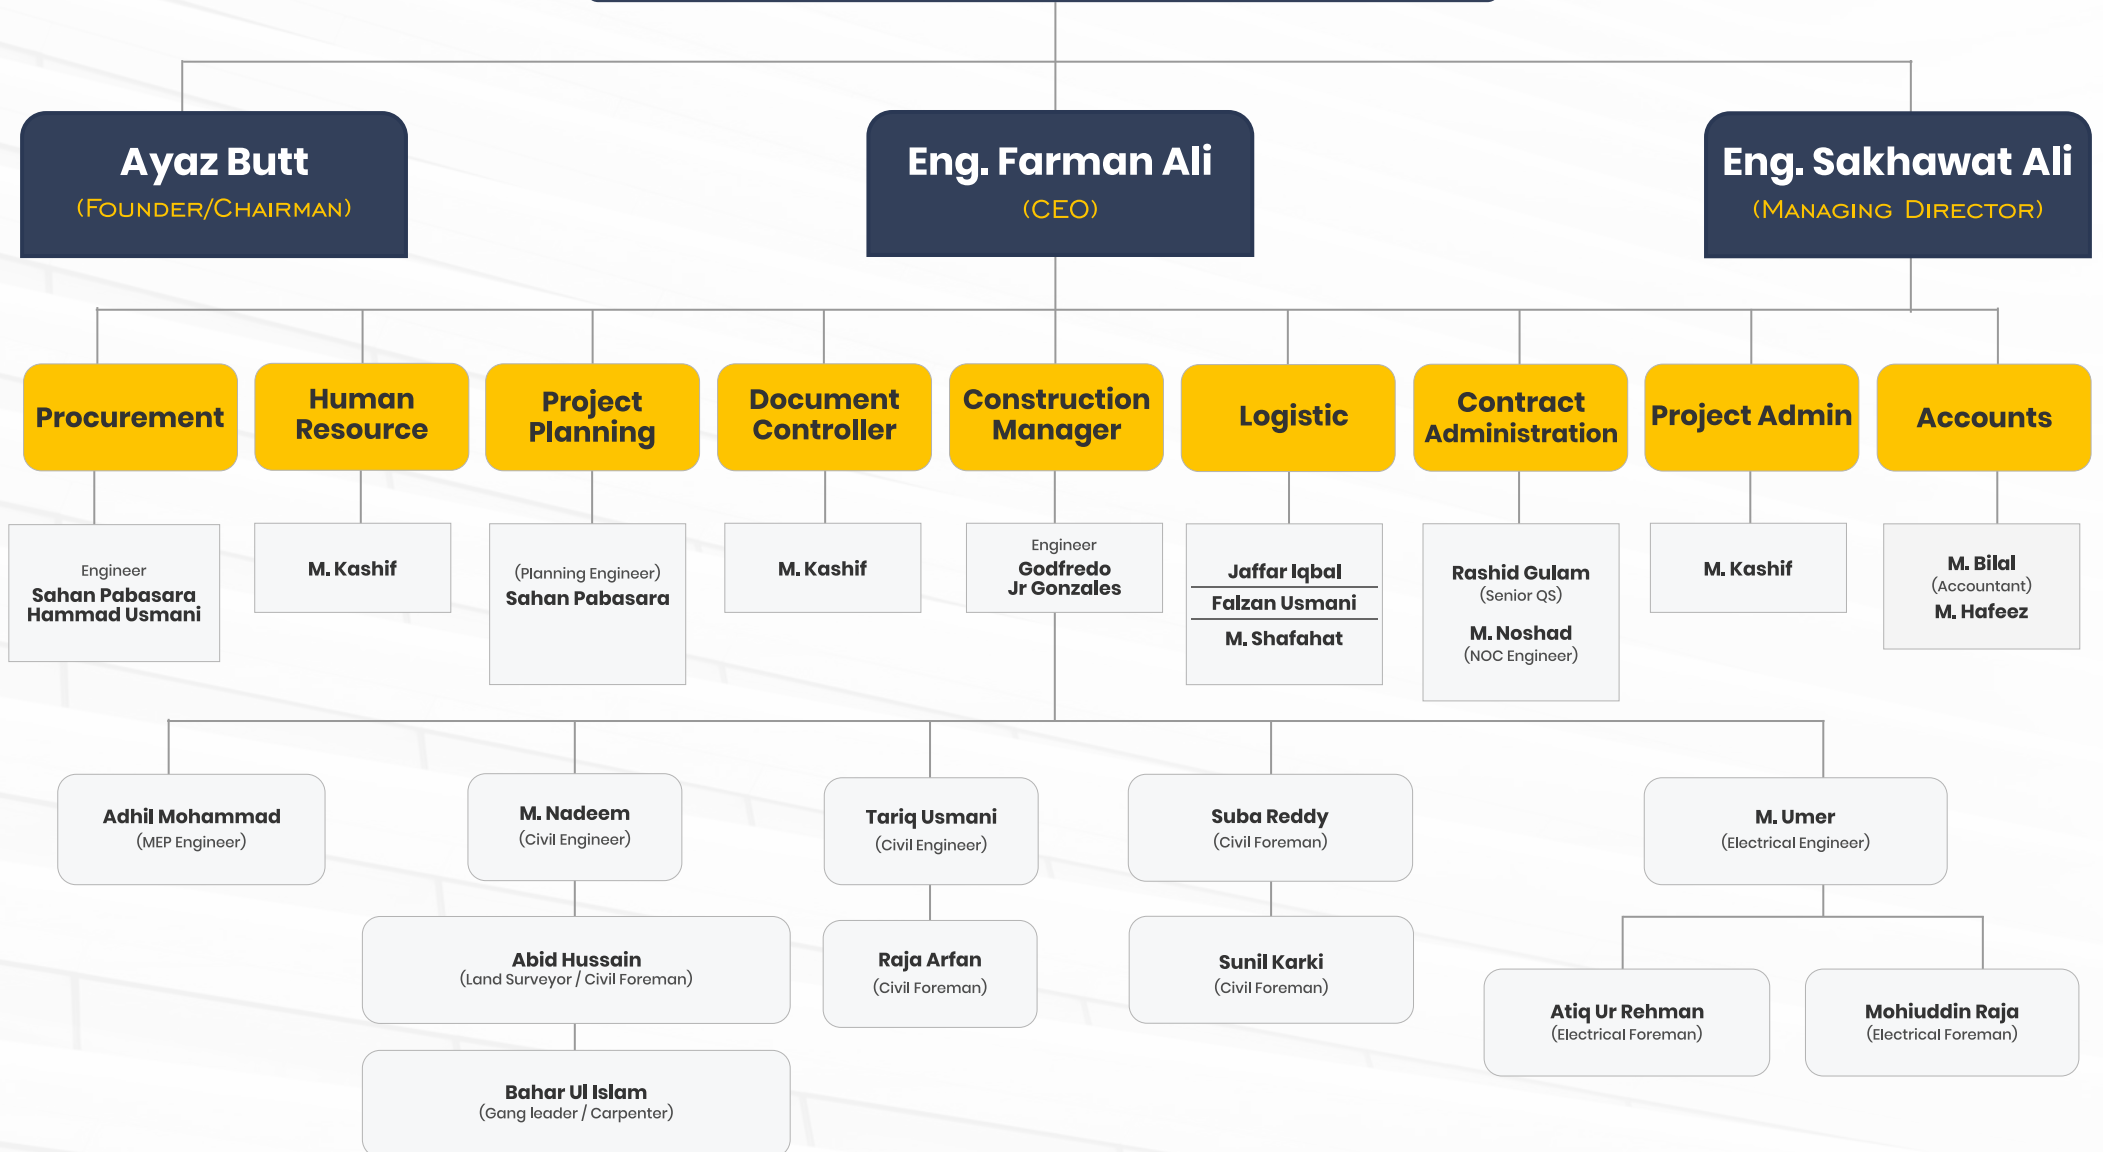 Ayaz Butt
(Founder/Chairman)
Eng. Farman Ali
(CEO)
Eng. Sakhawat Ali
(Managing Director)
Procurement
Human
Resource
Project
Planning
Document
Controller
Construction
Manager
Logistic
Contract
Administration
Project Admin
Accounts
Engineer
Sahan Pabasara
Hammad Usmani
M. Kashif
(Planning Engineer)
Sahan Pabasara
M. Kashif
Engineer
Godfredo
Jr Gonzales
Jaffar Iqbal
Falzan Usmani
M. Shafahat
Rashid Gulam
(Senior QS)
M. Noshad
(NOC Engineer)
M. Kashif
M. Bilal
(Accountant)
M. Hafeez
Adhil Mohammad
(MEP Engineer)
M. Nadeem
(Civil Engineer)
Tariq Usmani
(Civil Engineer)
Suba Reddy
(Civil Foreman)
M. Umer
(Electrical Engineer)
Abid Hussain
(Land Surveyor / Civil Foreman)
Raja Arfan
(Civil Foreman)
Sunil Karki
(Civil Foreman)
Atiq Ur Rehman
(Electrical Foreman)
Mohiuddin Raja
(Electrical Foreman)
Bahar Ul Islam
(Gang leader / Carpenter)